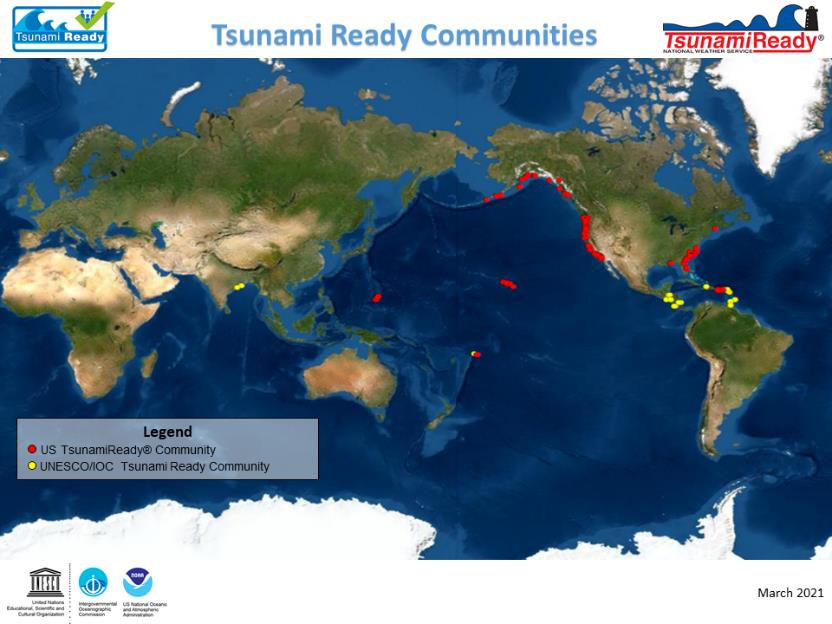 Tsunami Ready
Tsunami Ready Communities
TsunamiReady®
NATIONAL WEATHER SERVICE
Legend
US TsunamiReady® Community
UNESCO/IOC Tsunami Ready Community
United Nations
Educational, Scientific and
Cultural Organization
Intergovernmental
Oceanographic
Commission
NOAA
US National Oceanic
and Atmospheric
Administration
March 2021